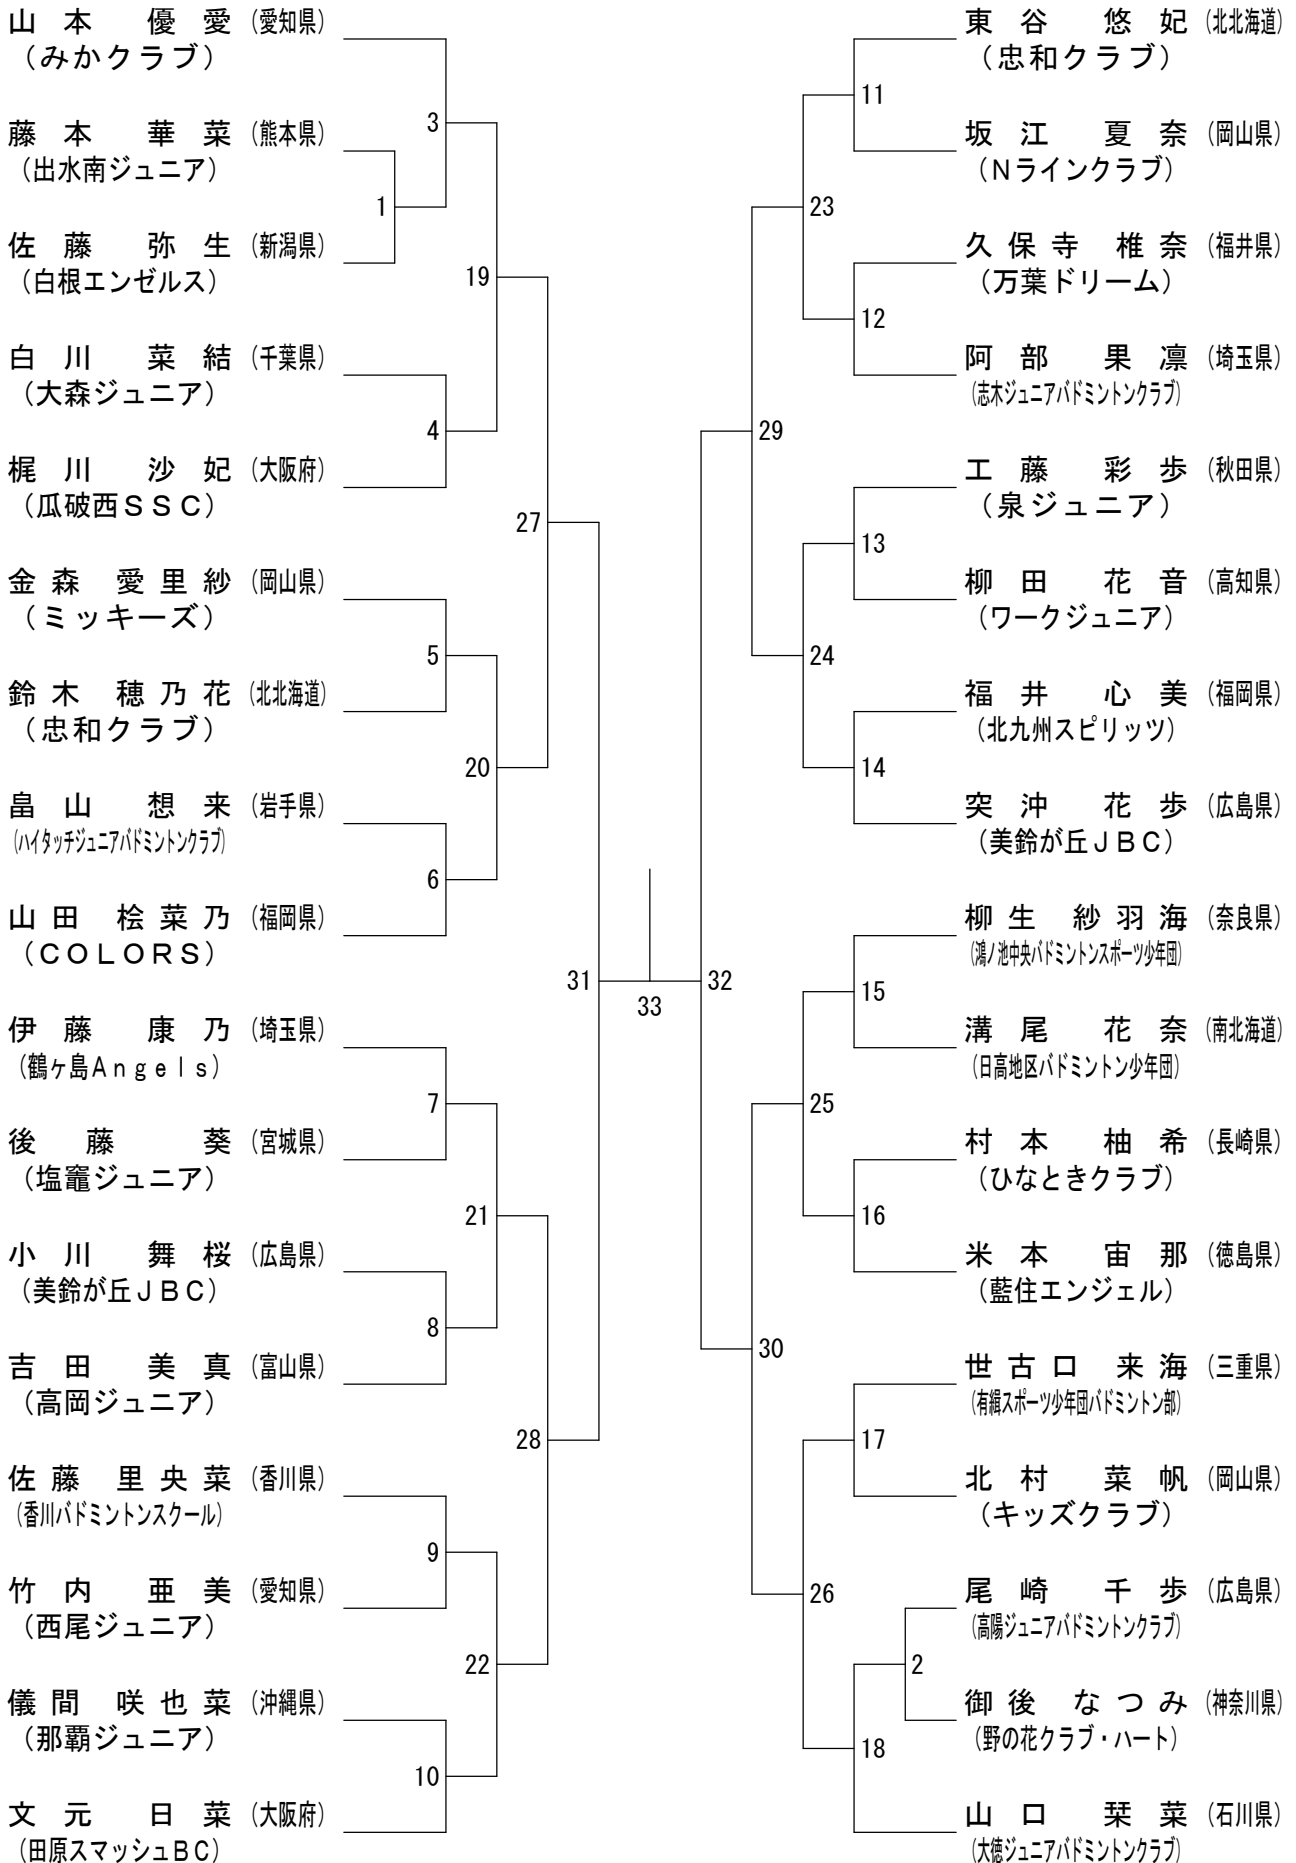 山本 優愛 (愛知県)
(みかクラブ)
3
藤本 華菜 (熊本県)
(出水南ジュニア)
1
佐藤 弥生 (新潟県)
(白根エンゼルス)
19
白川 菜結 (千葉県)
(大森ジュニア)
4
梶川 沙妃 (大阪府)
(瓜破西SSC)
27
金森 愛里紗 (岡山県)
(ミッキーズ)
5
鈴木 穂乃花 (北北海道)
(忠和クラブ)
20
畠山 想来 (岩手県)
(ハイタッチジュニアバドミントンクラブ)
6
山田 桧菜乃 (福岡県)
(COLORS)
31
伊藤 康乃 (埼玉県)
(鶴ヶ島Angels)
7
後藤 葵 (宮城県)
(塩竈ジュニア)
21
小川 舞桜 (広島県)
(美鈴が丘JBC)
8
吉田 美真 (富山県)
(高岡ジュニア)
28
佐藤 里央菜 (香川県)
(香川バドミントンスクール)
9
竹内 亜美 (愛知県)
(西尾ジュニア)
22
儀間 咲也菜 (沖縄県)
(那覇ジュニア)
10
文元 日菜 (大阪府)
(田原スマッシュBC)
33
東谷 悠妃 (北北海道)
(忠和クラブ)
11
坂江 夏奈 (岡山県)
(Nラインクラブ)
23
久保寺 椎奈 (福井県)
(万葉ドリーム)
12
阿部 果凛 (埼玉県)
(志木ジュニアバドミントンクラブ)
29
工藤 彩歩 (秋田県)
(泉ジュニア)
13
柳田 花音 (高知県)
(ワークジュニア)
24
福井 心美 (福岡県)
(北九州スピリッツ)
14
突沖 花歩 (広島県)
(美鈴が丘JBC)
32
柳生 紗羽海 (奈良県)
(鴻ノ池中央バドミントンスポーツ少年団)
15
溝尾 花奈 (南北海道)
(日高地区バドミントン少年団)
25
村本 柚希 (長崎県)
(ひなときクラブ)
16
米本 宙那 (徳島県)
(藍住エンジェル)
30
世古口 来海 (三重県)
(有緝スポーツ少年団バドミントン部)
17
北村 菜帆 (岡山県)
(キッズクラブ)
26
尾崎 千歩 (広島県)
(高陽ジュニアバドミントンクラブ)
2
御後 なつみ (神奈川県)
(野の花クラブ・ハート)
18
山口 栞菜 (石川県)
(大徳ジュニアバドミントンクラブ)